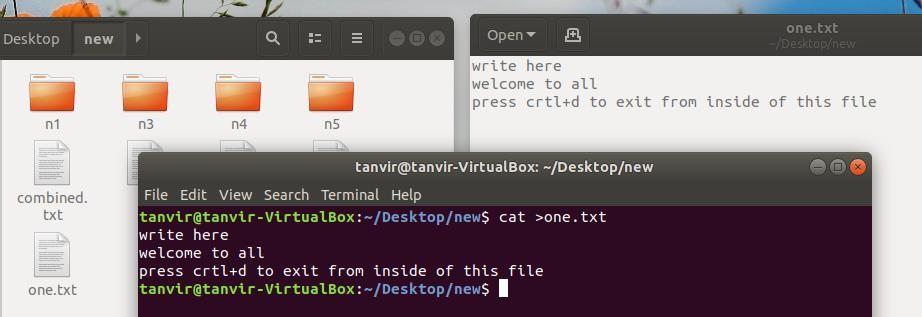 Desktop new
n1 n3 n4 n5
combined.
txt
one.txt
Open
one.txt
~/Desktop/new
write here
welcome to all
press crtl+d to exit from inside of this file
tanvir@tanvir-VirtualBox: ~/Desktop/new
File Edit View Search Terminal Help
tanvir@tanvir-VirtualBox:~/Desktop/new$ cat >one.txt
write here
welcome to all
press crtl+d to exit from inside of this file
tanvir@tanvir-VirtualBox:~/Desktop/new$